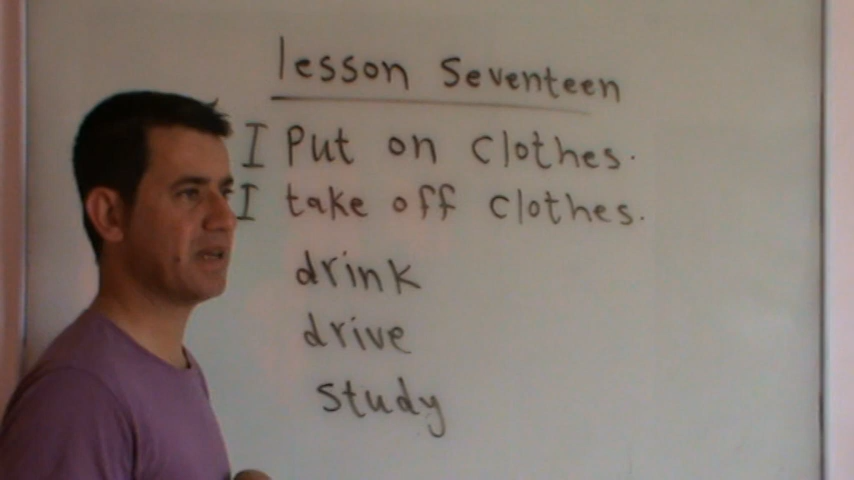 lesson Seventeen
I Put on clothes.
I take off clothes.
drink
drive
study